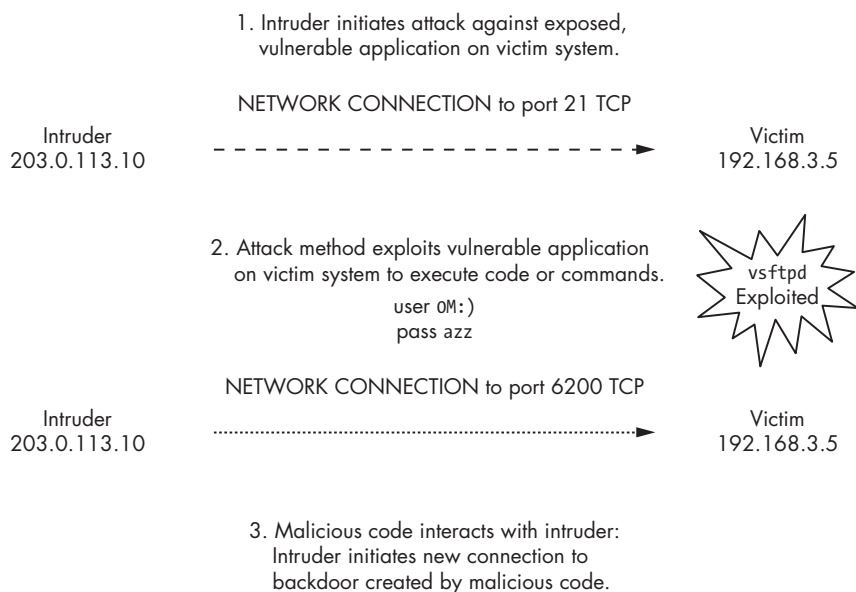 1. Intruder initiates attack against exposed,
vulnerable application on victim system.
NETWORK CONNECTION to port 21 TCP
Intruder
203.0.113.10
Victim
192.168.3.5
2. Attack method exploits vulnerable application
on victim system to execute code or commands.
user oM:)
pass azz
vsftpd
Exploited
NETWORK CONNECTION to port 6200 TCP
Intruder
203.0.113.10
Victim
192.168.3.5
3. Malicious code interacts with intruder:
Intruder initiates new connection to
backdoor created by malicious code.